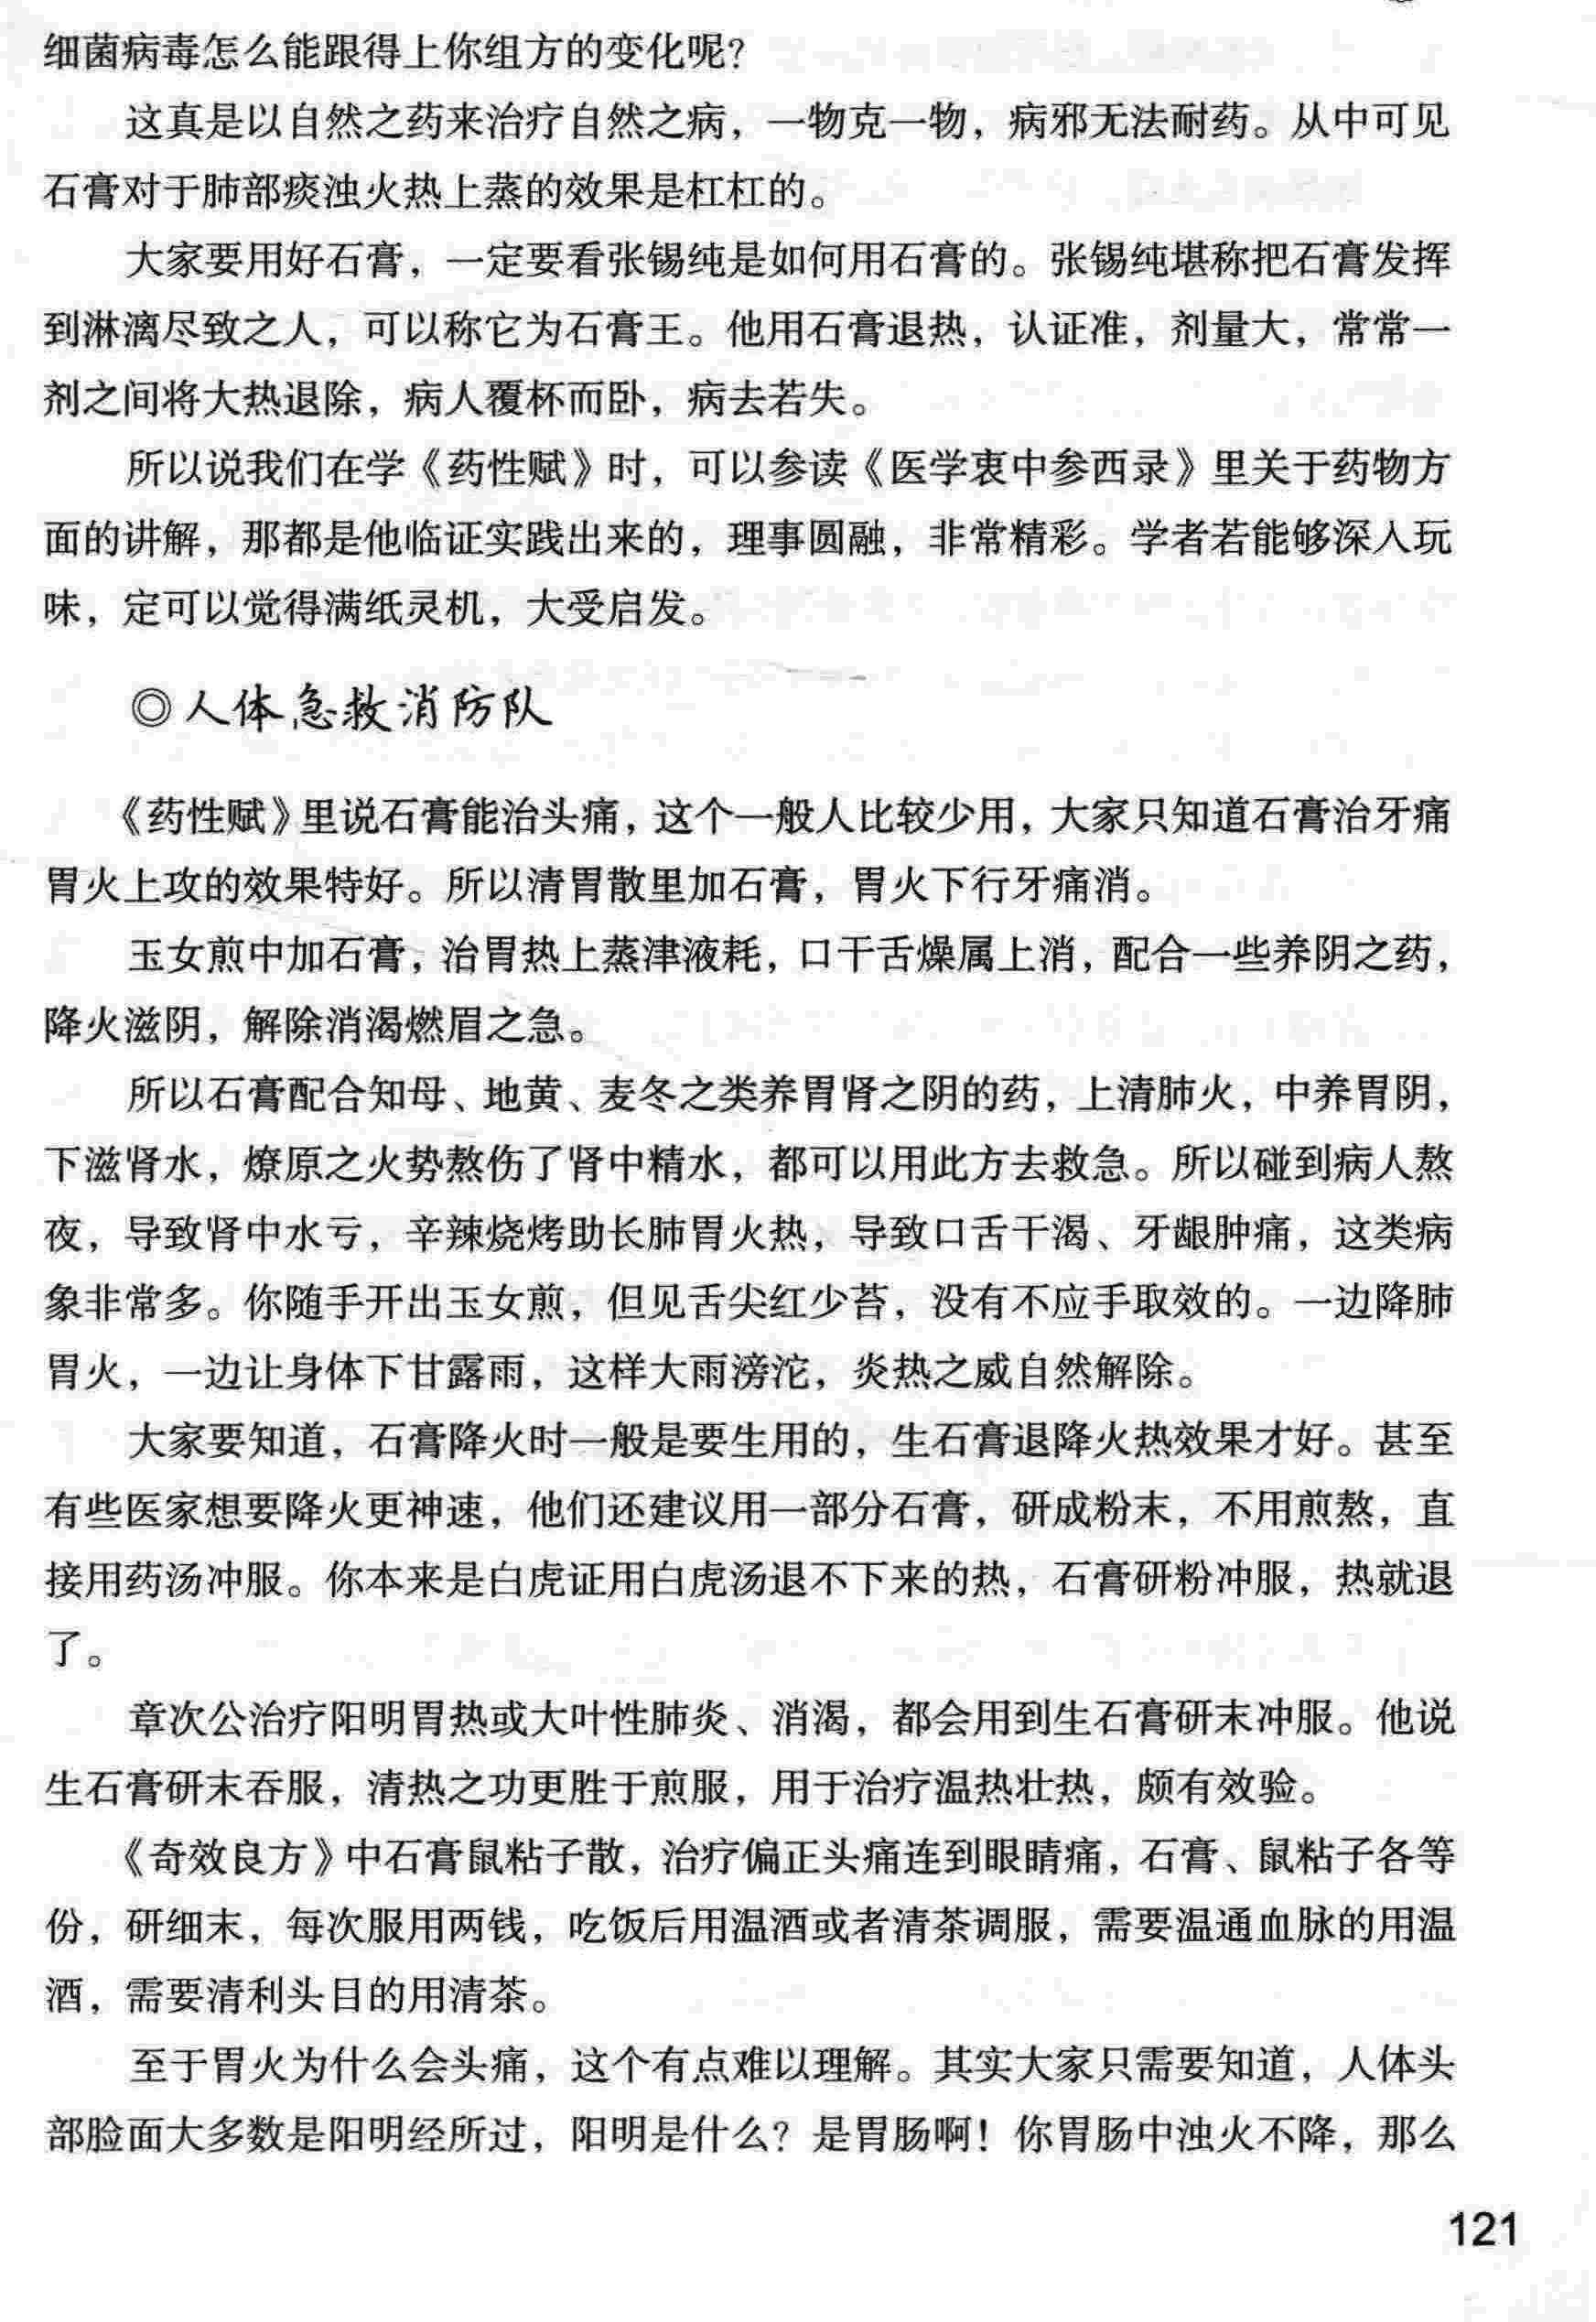 细菌病毒怎么能跟得上你组方的变化呢？
这真是以自然之药来治疗自然之病，一物克一物，病邪无法耐药。从中可见
石膏对于肺部痰浊火热上蒸的效果是杠杠的。
大家要用好石膏，一定要看张锡纯是如何用石膏的。张锡纯堪称把石膏发挥
到淋漓尽致之人，可以称它为石膏王。他用石膏退热，认证准，剂量大，常常一
剂之间将大热退除，病人覆杯而卧，病去若失。
所以说我们在学《药性赋》时，可以参读《医学衷中参西录》里关于药物方
面的讲解，那都是他临证实践出来的，理事圆融，非常精彩。学者若能够深入玩
味，定可以觉得满纸灵机，大受启发。
◎人体急救消防队
《药性赋》里说石膏能治头痛，这个一般人比较少用，大家只知道石膏治牙痛
胃火上攻的效果特好。所以清胃散里加石膏，胃火下行牙痛消。
玉女煎中加石膏，治胃热上蒸津液耗，口干舌燥属上消，配合一些养阴之药，
降火滋阴，解除消渴燃眉之急。
所以石膏配合知母、地黄、麦冬之类养胃肾之阴的药，上清肺火，中养胃阴，
下滋肾水，燎原之火势熬伤了肾中精水，都可以用此方去救急。所以碰到病人熬
夜，导致肾中水亏，辛辣烧烤助长肺胃火热，导致口舌干渴、牙龈肿痛，这类病
象非常多。你随手开出玉女煎，但见舌尖红少苔，没有不应手取效的。一边降肺
胃火，一边让身体下甘露雨，这样大雨滂沱，炎热之威自然解除。
大家要知道，石膏降火时一般是要生用的，生石膏退降火热效果才好。甚至
有些医家想要降火更神速，他们还建议用一部分石膏，研成粉末，不用煎熬，直
接用药汤冲服。你本来是白虎证用白虎汤退不下来的热，石膏研粉冲服，热就退
了。
章次公治疗阳明胃热或大叶性肺炎、消渴，都会用到生石膏研末冲服。他说
生石膏研末吞服，清热之功更胜于煎服，用于治疗温热壮热，颇有效验。
《奇效良方》中石膏鼠粘子散，治疗偏正头痛连到眼睛痛，石膏、鼠粘子各等
份，研细末，每次服用两钱，吃饭后用温酒或者清茶调服，需要温通血脉的用温
酒，需要清利头目的用清茶。
至于胃火为什么会头痛，这个有点难以理解。其实大家只需要知道，人体头
部脸面大多数是阳明经所过，阳明是什么？是胃肠啊！你胃肠中浊火不降，那么
121